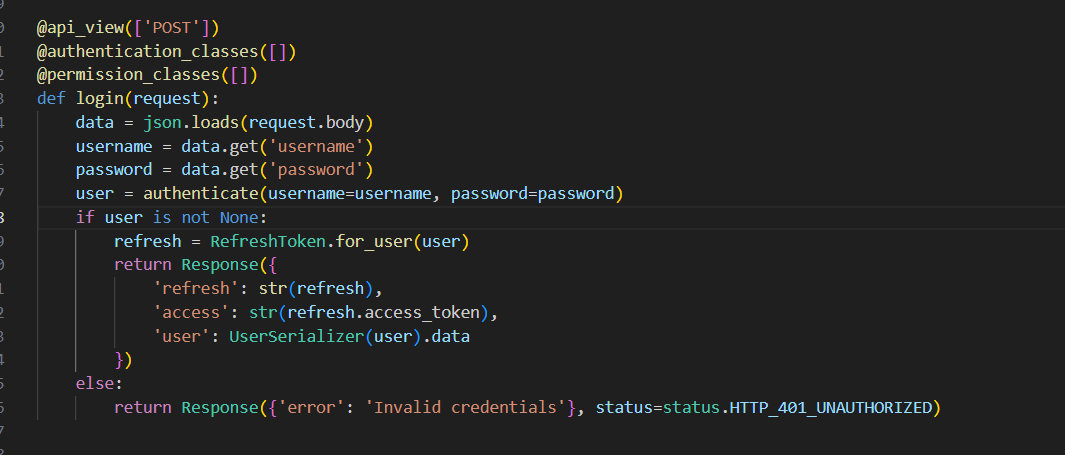 @api_view(['POST'])
@authentication_classes([])
@permission_classes([])
def login(request):
    data = json.loads(request.body)
    username = data.get('username')
    password = data.get('password')
    user = authenticate(username=username, password=password)
    if user is not None:
        refresh = RefreshToken.for_user(user)
        return Response({
            'refresh': str(refresh),
            'access': str(refresh.access_token),
            'user': UserSerializer(user).data
        })
    else:
        return Response({'error': 'Invalid credentials'}, status=status.HTTP_401_UNAUTHORIZED)